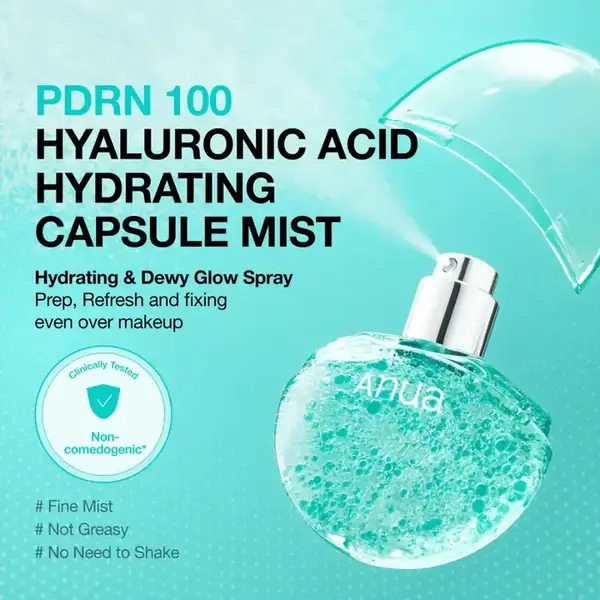 PDRN 100
HYALURONIC ACID
HYDRATING
CAPSULE MIST
Hydrating & Dewy Glow Spray
Prep, Refresh and fixing
even over makeup
Clinically Tested
Non-
comedogenic*
# Fine Mist
# Not Greasy
# No Need to Shake
Anua